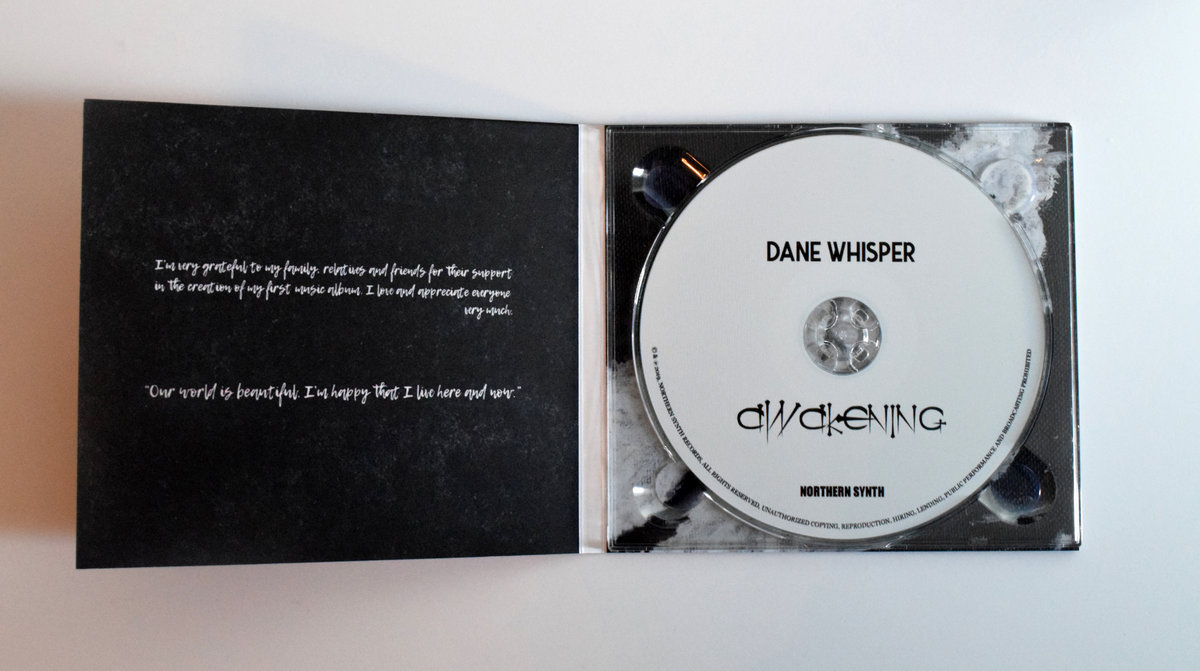 I'm very grateful to my family, relatives and friends for their support
in the creation of my first music album. I love and appreciate everyone
very much.
"Our world is beautiful. I'm happy that I live here and now."
DANE WHISPER
AWAKENING
NORTHERN SYNTH
© & ℗ 2019, NORTHERN SYNTH RECORDS, ALL RIGHTS RESERVED, UNAUTHORIZED COPYING, REPRODUCTION, HIRING, LENDING, PUBLIC PERFORMANCE AND BROADCASTING PROHIBITED